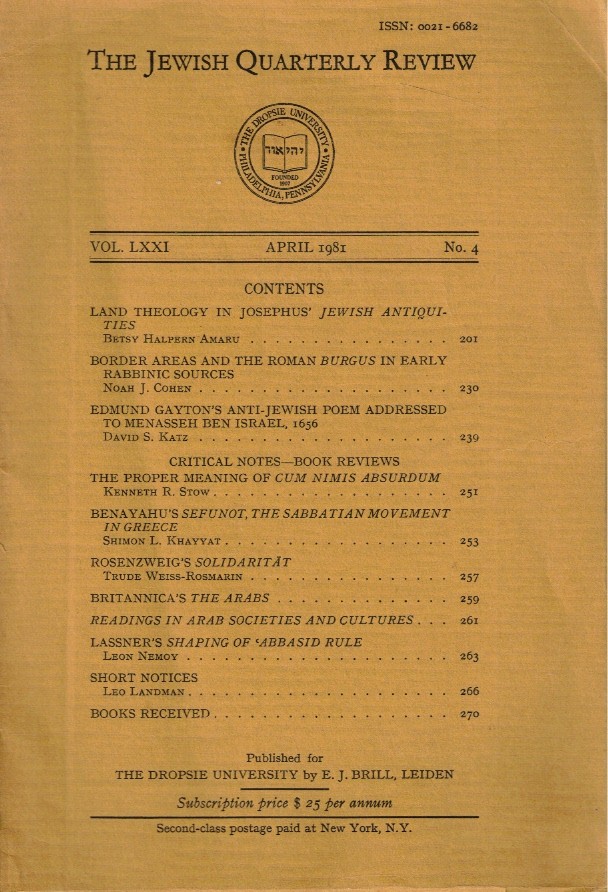 ISSN: 0021-6682
THE JEWISH QUARTERLY REVIEW
• THE DROPSIE UNIVERSITY •
PHILADELPHIA, PENNSYLVANIA
יהי אור
FOUNDED
1907
VOL. LXXI APRIL 1981 No. 4
CONTENTS
LAND THEOLOGY IN JOSEPHUS' JEWISH ANTIQUI-
TIES
BETSY HALPERN AMARU . . . . . . . . . . . . . . . . 201
BORDER AREAS AND THE ROMAN BURGUS IN EARLY
RABBINIC SOURCES
NOAH J. COHEN . . . . . . . . . . . . . . . . . . . . 230
EDMUND GAYTON'S ANTI-JEWISH POEM ADDRESSED
TO MENASSEH BEN ISRAEL, 1656
DAVID S. KATZ . . . . . . . . . . . . . . . . . . . . 239
CRITICAL NOTES—BOOK REVIEWS
THE PROPER MEANING OF CUM NIMIS ABSURDUM
KENNETH R. STOW . . . . . . . . . . . . . . . . . . . 251
BENAYAHU'S SEFUNOT, THE SABBATIAN MOVEMENT
IN GREECE
SHIMON L. KHAYYAT . . . . . . . . . . . . . . . . . . 253
ROSENZWEIG'S SOLIDARITÄT
TRUDE WEISS-ROSMARIN . . . . . . . . . . . . . . . . 257
BRITANNICA'S THE ARABS . . . . . . . . . . . . . . 259
READINGS IN ARAB SOCIETIES AND CULTURES . . . 261
LASSNER'S SHAPING OF ʿABBASID RULE
LEON NEMOY . . . . . . . . . . . . . . . . . . . . . 263
SHORT NOTICES
LEO LANDMAN . . . . . . . . . . . . . . . . . . . . . 266
BOOKS RECEIVED . . . . . . . . . . . . . . . . . . . 270
Published for
THE DROPSIE UNIVERSITY by E. J. BRILL, LEIDEN
Subscription price $ 25 per annum
Second-class postage paid at New York, N.Y.